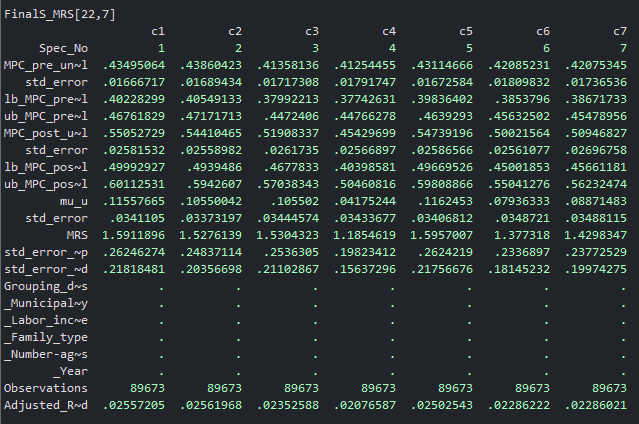 FinalS_MRS[22,7]
c1 c2 c3 c4 c5 c6 c7
Spec_No 1 2 3 4 5 6 7
MPC_pre_un~l .43495064 .43860423 .41358136 .41254455 .43114666 .42085231 .42075345
std_error .01666717 .01689434 .01717308 .01791747 .01672584 .01809832 .01736536
lb_MPC_pre~l .40228299 .40549133 .37992213 .37742631 .39836402 .3853796 .38671733
ub_MPC_pre~l .46761829 .47171713 .4472406 .44766278 .4639293 .45632502 .45478956
MPC_post_u~l .55052729 .54410465 .51908337 .45429699 .54739196 .50021564 .50946827
std_error .02581532 .02558982 .0261735 .02566897 .02586566 .02561077 .02696758
lb_MPC_pos~l .49992927 .4939486 .4677833 .40398581 .49669526 .45001853 .45661181
ub_MPC_pos~l .60112531 .5942607 .57038343 .50460816 .59808866 .55041276 .56232474
mu_u .11557665 .10550042 .105502 .04175244 .1162453 .07936333 .08871483
std_error .0341105 .03373197 .03444574 .03433677 .03406812 .0348721 .03488115
MRS 1.5911896 1.5276139 1.5304323 1.1854619 1.5957007 1.377318 1.4298347
std_error_~p .26246274 .24837114 .2536305 .19823412 .2624219 .2336897 .23772529
std_error_~d .21818481 .20356698 .21102867 .15637296 .21756676 .18145232 .19974275
Grouping_d~s . . . . . . .
_Municipal~y . . . . . . .
_Labor_inc~e . . . . . . .
_Family_type . . . . . . .
_Number-ag~s . . . . . . .
_Year . . . . . . .
Observations 89673 89673 89673 89673 89673 89673 89673
Adjusted_R~d .02557205 .02561968 .02352588 .02076587 .02502543 .02286222 .02286021